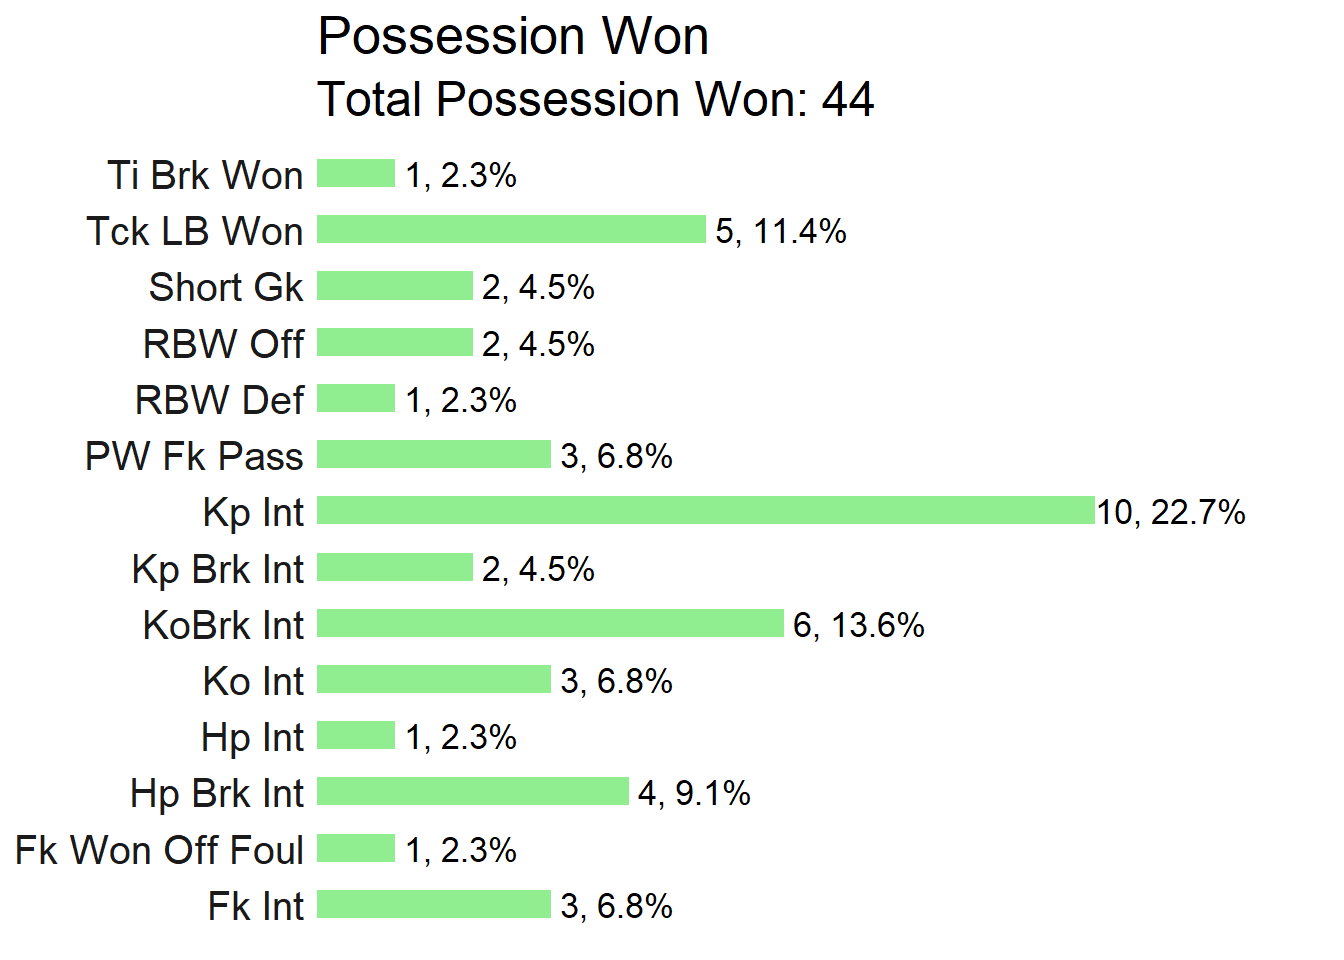 Possession Won
Total Possession Won: 44
Ti Brk Won 1, 2.3%
Tck LB Won 5, 11.4%
Short Gk 2, 4.5%
RBW Off 2, 4.5%
RBW Def 1, 2.3%
PW Fk Pass 3, 6.8%
Kp Int 10, 22.7%
Kp Brk Int 2, 4.5%
KoBrk Int 6, 13.6%
Ko Int 3, 6.8%
Hp Int 1, 2.3%
Hp Brk Int 4, 9.1%
Fk Won Off Foul 1, 2.3%
Fk Int 3, 6.8%